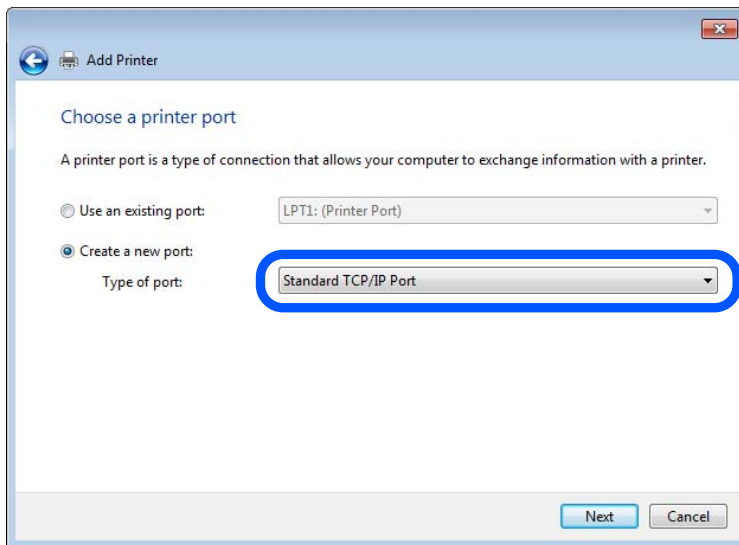 Add Printer
Choose a printer port
A printer port is a type of connection that allows your computer to exchange information with a printer.
Use an existing port: LPT1: (Printer Port)
Create a new port:
Type of port: Standard TCP/IP Port
Next Cancel